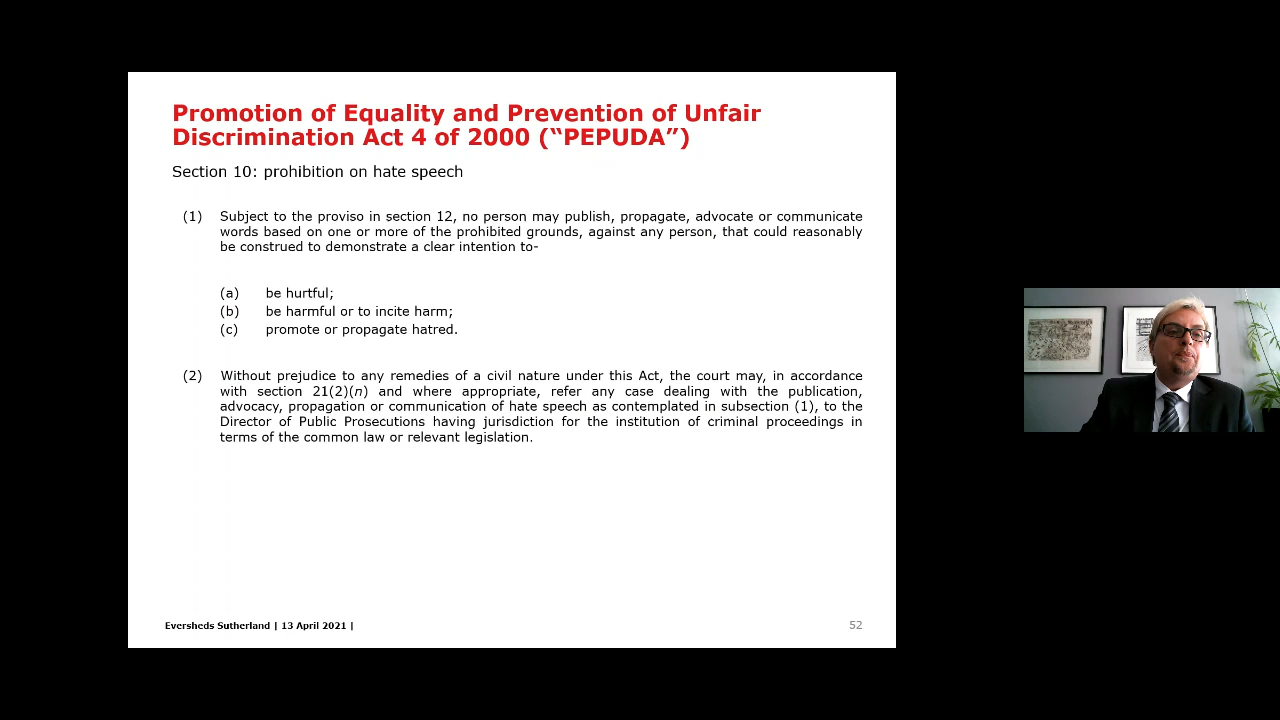 Promotion of Equality and Prevention of Unfair
Discrimination Act 4 of 2000 (“PEPUDA”)
Section 10: prohibition on hate speech
(1) Subject to the proviso in section 12, no person may publish, propagate, advocate or communicate
words based on one or more of the prohibited grounds, against any person, that could reasonably
be construed to demonstrate a clear intention to-
(a) be hurtful;
(b) be harmful or to incite harm;
(c) promote or propagate hatred.
(2) Without prejudice to any remedies of a civil nature under this Act, the court may, in accordance
with section 21(2)(n) and where appropriate, refer any case dealing with the publication,
advocacy, propagation or communication of hate speech as contemplated in subsection (1), to the
Director of Public Prosecutions having jurisdiction for the institution of criminal proceedings in
terms of the common law or relevant legislation.
Eversheds Sutherland | 13 April 2021 |
52